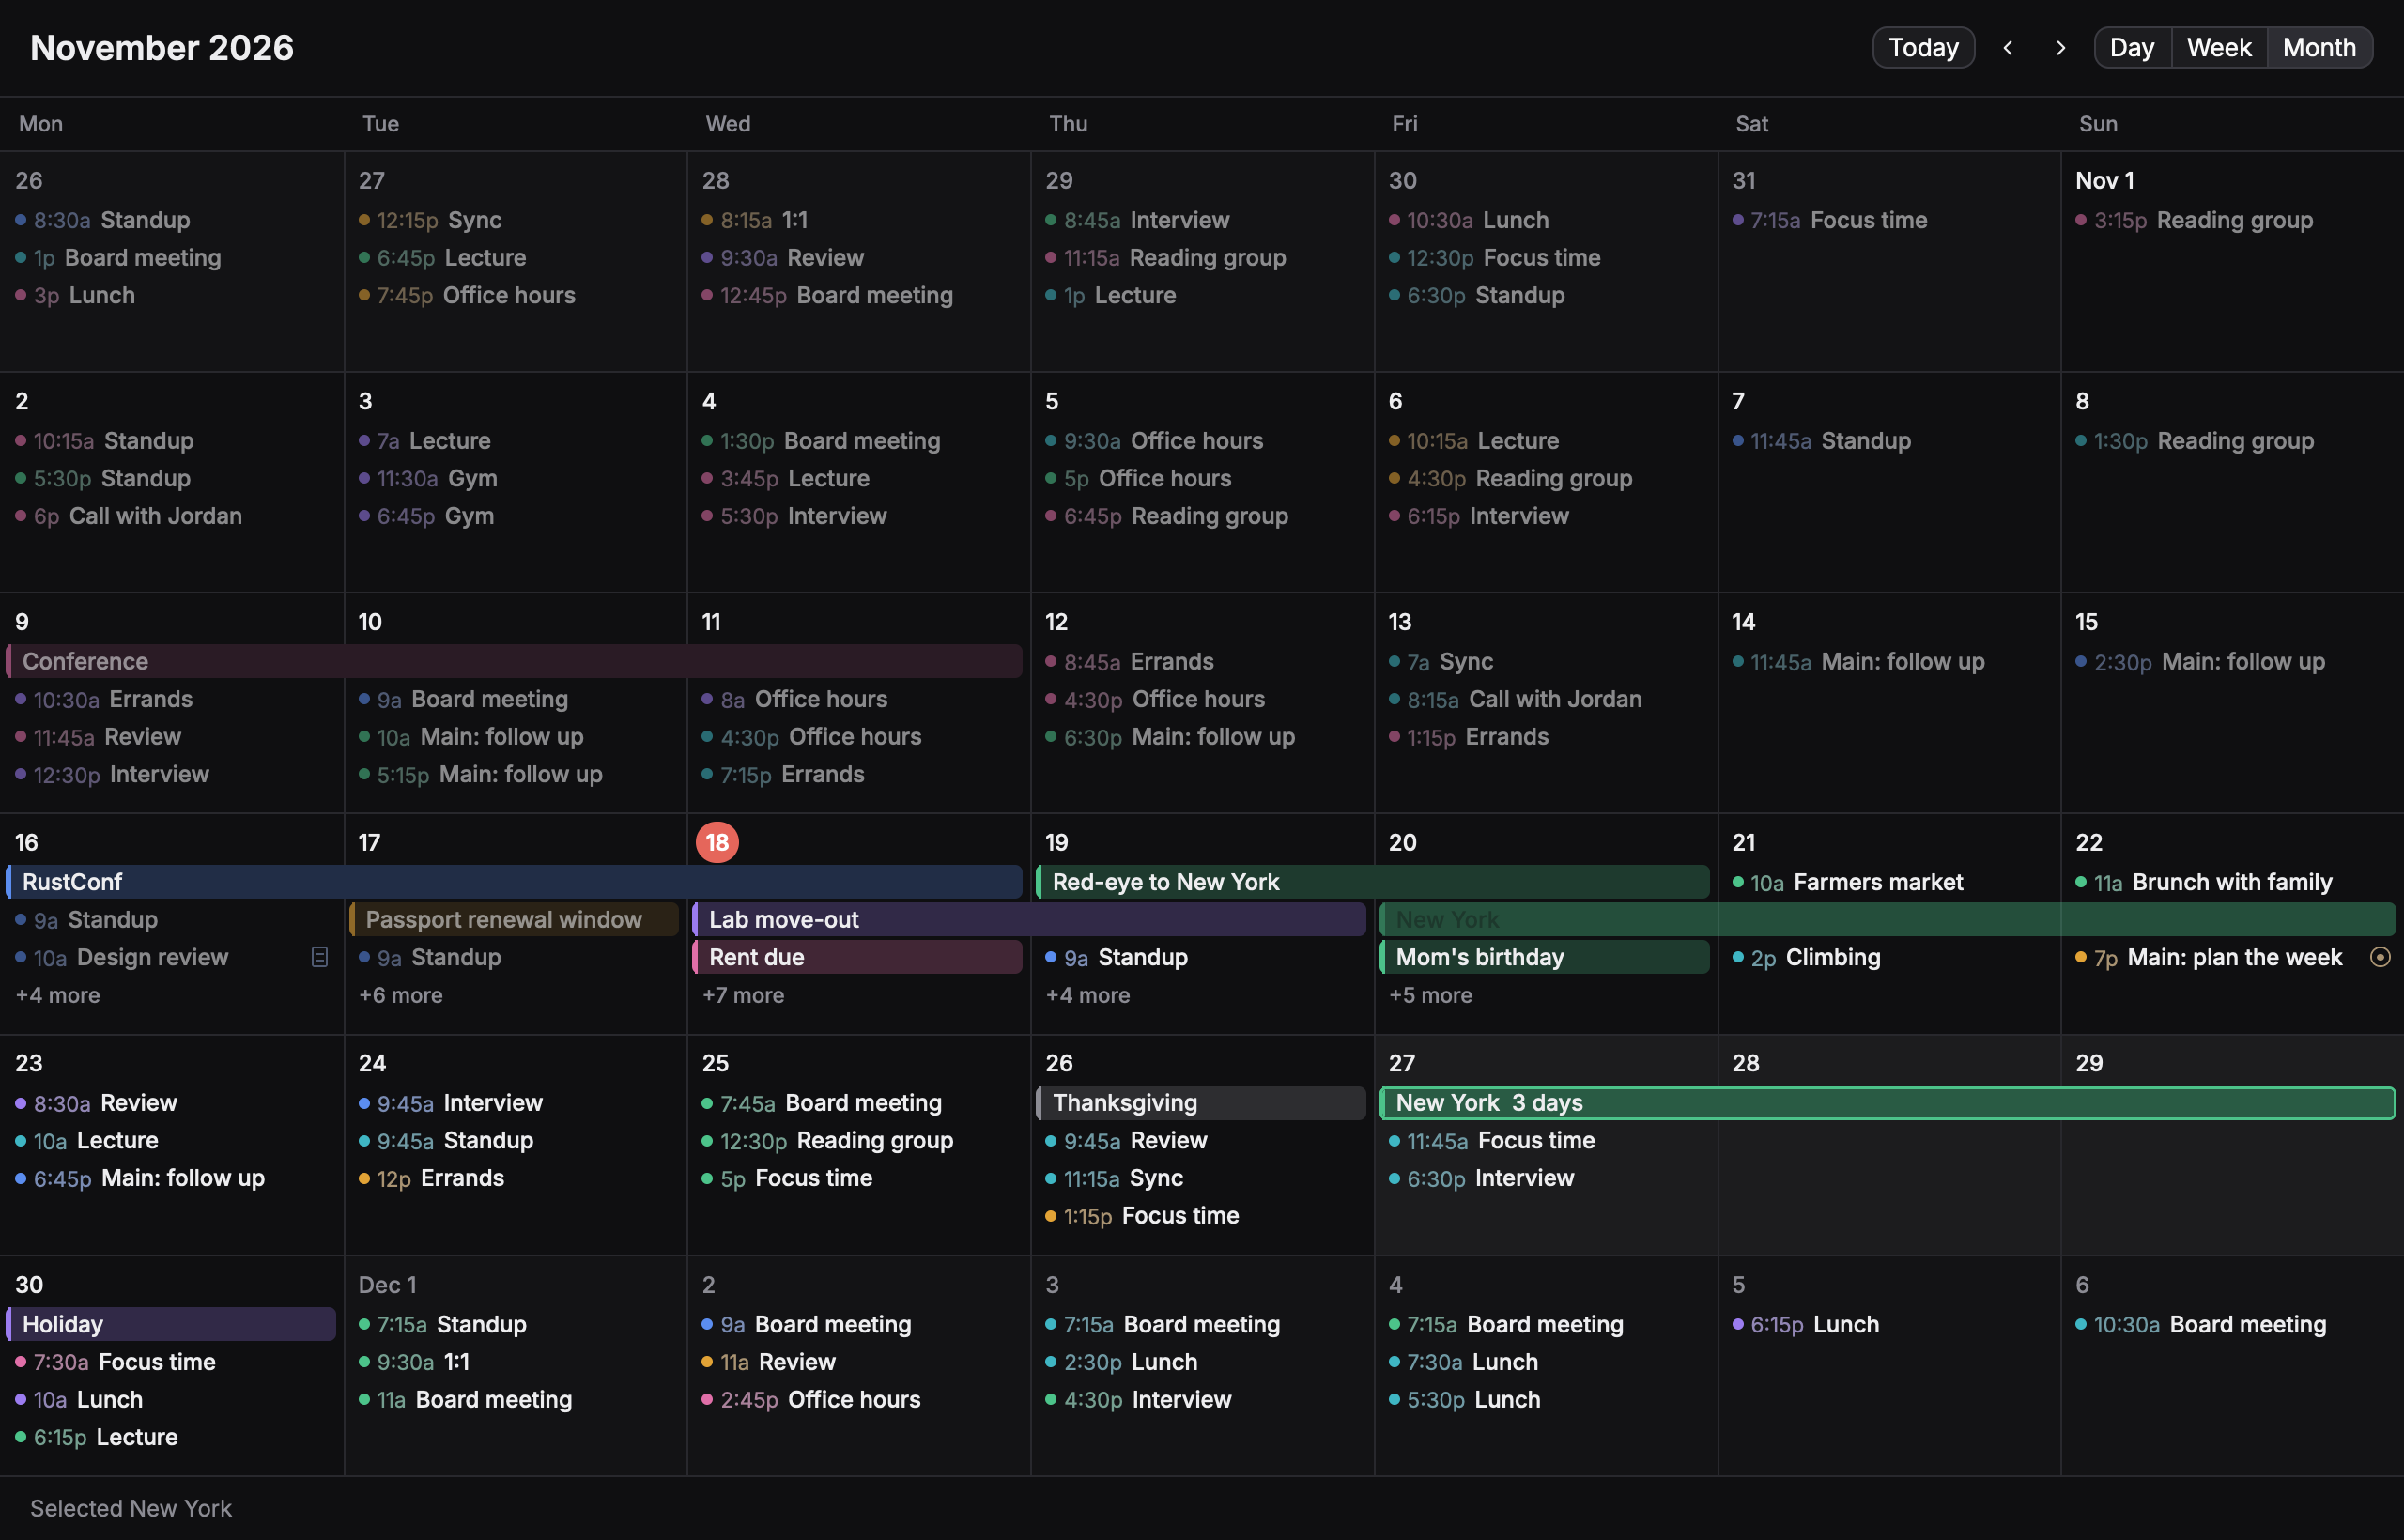 November 2026
Today
Day Week Month
Mon Tue Wed Thu Fri Sat Sun
26
8:30a Standup
1p Board meeting
3p Lunch
27
12:15p Sync
6:45p Lecture
7:45p Office hours
28
8:15a 1:1
9:30a Review
12:45p Board meeting
29
8:45a Interview
11:15a Reading group
1p Lecture
30
10:30a Lunch
12:30p Focus time
6:30p Standup
31
7:15a Focus time
Nov 1
3:15p Reading group
2
10:15a Standup
5:30p Standup
6p Call with Jordan
3
7a Lecture
11:30a Gym
6:45p Gym
4
1:30p Board meeting
3:45p Lecture
5:30p Interview
5
9:30a Office hours
5p Office hours
6:45p Reading group
6
10:15a Lecture
4:30p Reading group
6:15p Interview
7
11:45a Standup
8
1:30p Reading group
9
Conference
10:30a Errands
11:45a Review
12:30p Interview
10
9a Board meeting
10a Main: follow up
5:15p Main: follow up
11
8a Office hours
4:30p Office hours
7:15p Errands
12
8:45a Errands
4:30p Office hours
6:30p Main: follow up
13
7a Sync
8:15a Call with Jordan
1:15p Errands
14
11:45a Main: follow up
15
2:30p Main: follow up
16
RustConf
9a Standup
10a Design review
+4 more
17
Passport renewal window
9a Standup
+6 more
18
Lab move-out
Rent due
+7 more
19
Red-eye to New York
9a Standup
+4 more
20
New York
Mom's birthday
+5 more
21
10a Farmers market
2p Climbing
22
11a Brunch with family
7p Main: plan the week
23
8:30a Review
10a Lecture
6:45p Main: follow up
24
9:45a Interview
9:45a Standup
12p Errands
25
7:45a Board meeting
12:30p Reading group
5p Focus time
26
Thanksgiving
9:45a Review
11:15a Sync
1:15p Focus time
27
New York 3 days
11:45a Focus time
6:30p Interview
28
29
30
Holiday
7:30a Focus time
10a Lunch
6:15p Lecture
Dec 1
7:15a Standup
9:30a 1:1
11a Board meeting
2
9a Board meeting
11a Review
2:45p Office hours
3
7:15a Board meeting
2:30p Lunch
4:30p Interview
4
7:15a Board meeting
7:30a Lunch
5:30p Lunch
5
6:15p Lunch
6
10:30a Board meeting
Selected New York